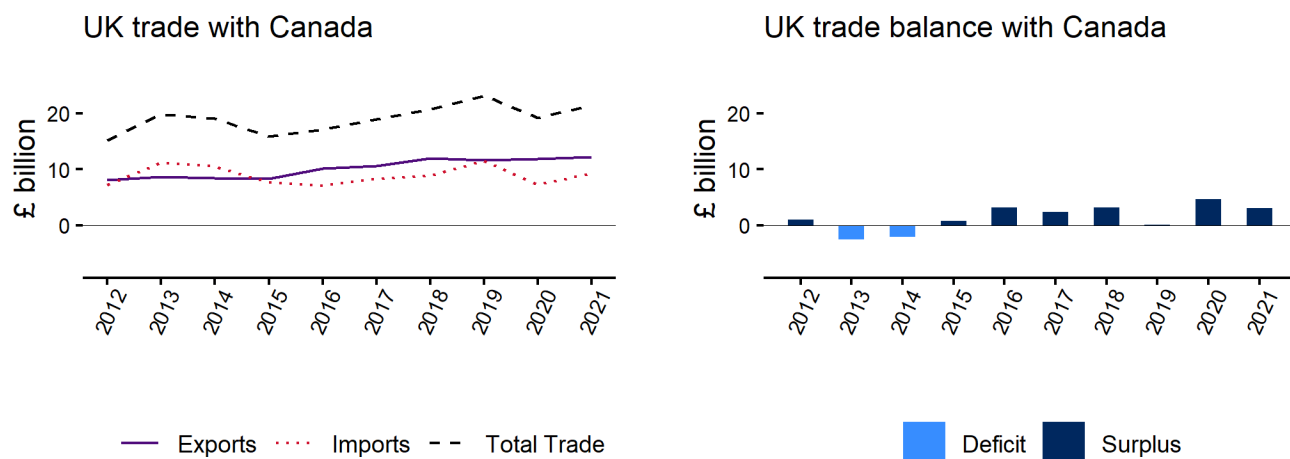 UK trade with Canada
£ billion
20
10
0
2012 2013 2014 2015 2016 2017 2018 2019 2020 2021
Exports Imports Total Trade
UK trade balance with Canada
£ billion
20
10
0
2012 2013 2014 2015 2016 2017 2018 2019 2020 2021
Deficit Surplus